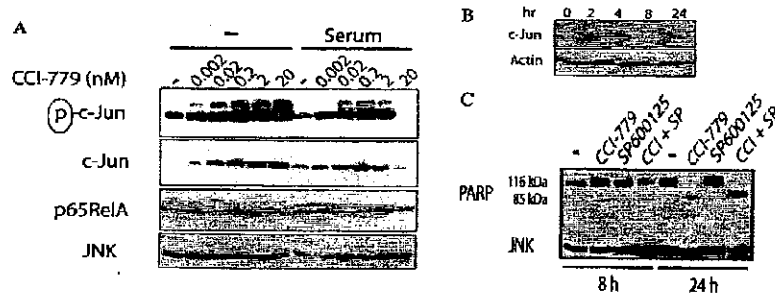 A
–
Serum
CCI-779 (nM)
- 0.002 0.02 0.2 2 20 - 0.002 0.02 0.2 2 20
P-c-Jun
c-Jun
p65RelA
JNK
B
hr 0 2 4 8 24
c-Jun
Actin
C
- CCI-779 SP600125 CCI + SP - CCI-779 SP600125 CCI + SP
PARP
116 kDa
85 kDa
JNK
8 h 24 h